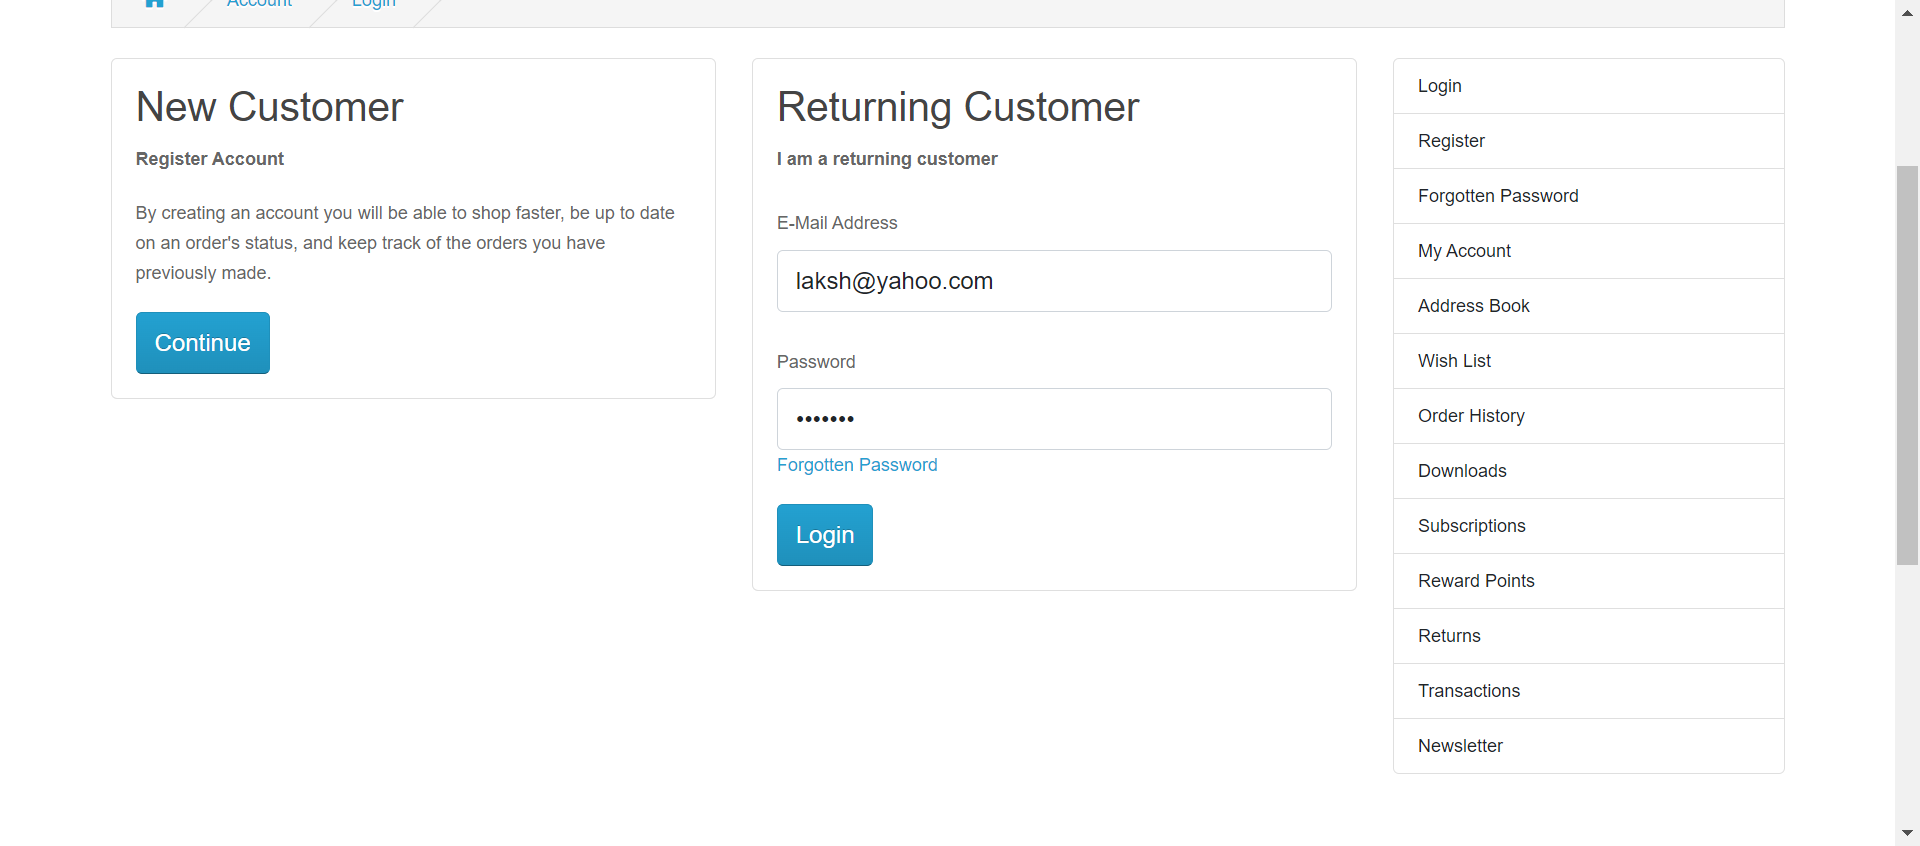 Account
Login
New Customer
Register Account
By creating an account you will be able to shop faster, be up to date
on an order's status, and keep track of the orders you have
previously made.
Continue
Returning Customer
I am a returning customer
E-Mail Address
laksh@yahoo.com
Password
•••••••
Forgotten Password
Login
Login
Register
Forgotten Password
My Account
Address Book
Wish List
Order History
Downloads
Subscriptions
Reward Points
Returns
Transactions
Newsletter